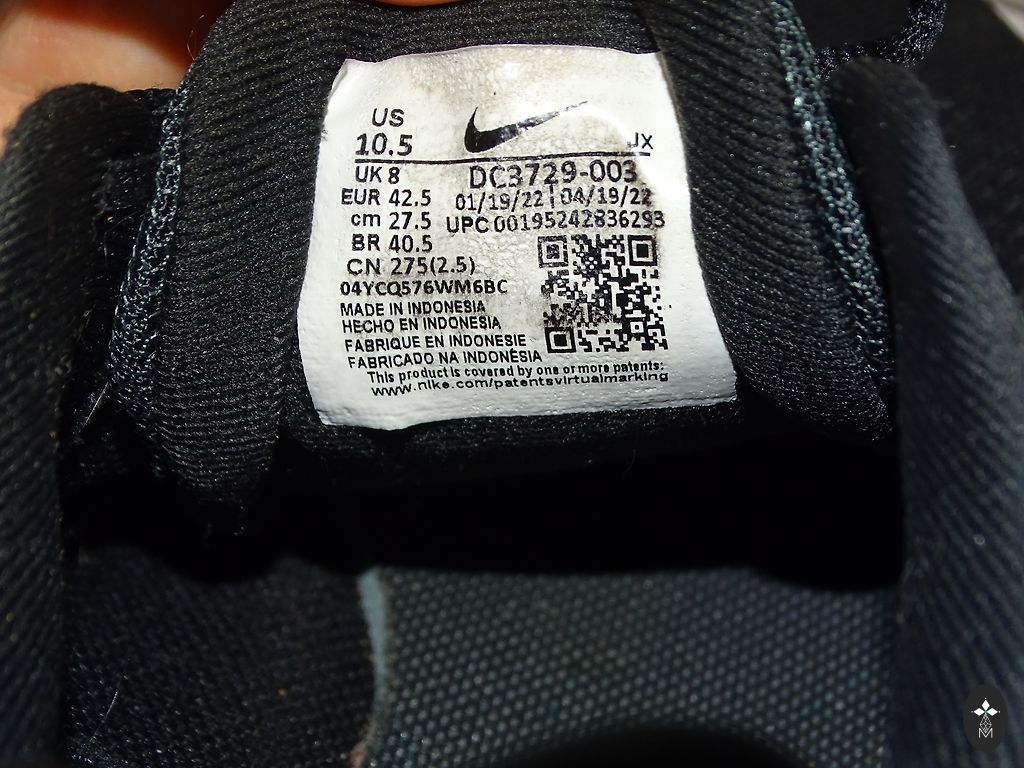 US
10.5
JX
UK 8
DC3729-003
EUR 42.5
01/19/22 | 04/19/22
cm 27.5
UPC 00195242836293
BR 40.5
CN 275(2.5)
04YCQ576WM6BC
MADE IN INDONESIA
HECHO EN INDONESIA
FABRIQUE EN INDONESIE
FABRICADO NA INDONÉSIA
This product is covered by one or more patents:
www.nike.com/patentsvirtualmarking
M